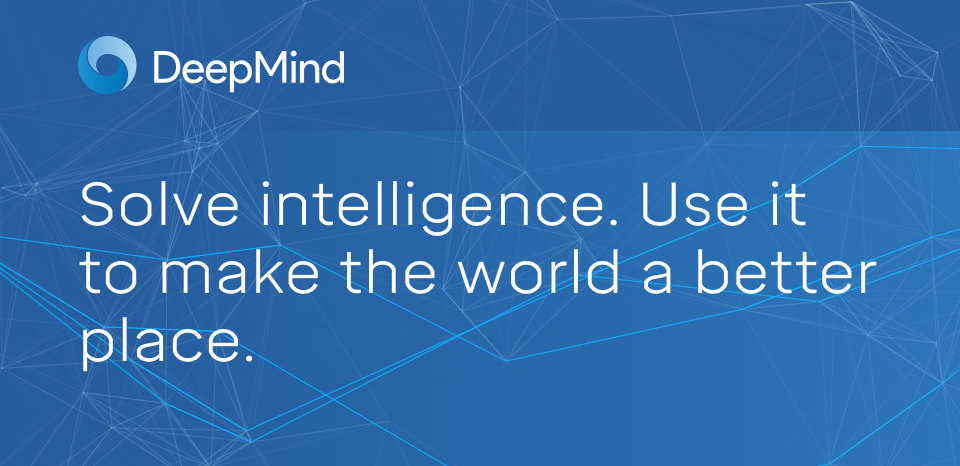 DeepMind
Solve intelligence. Use it
to make the world a better
place.